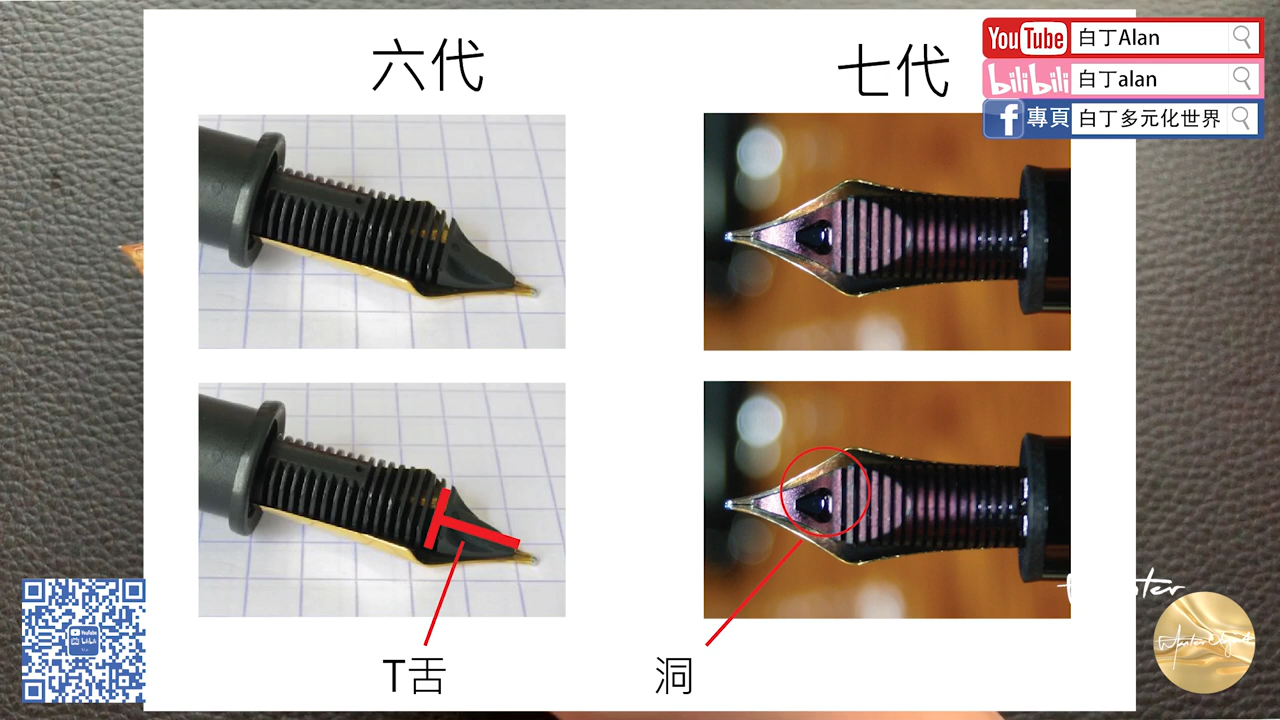 六代
七代
YouTube 白丁Alan
bilibili 白丁alan
f 專頁 白丁多元化世界
T舌
洞